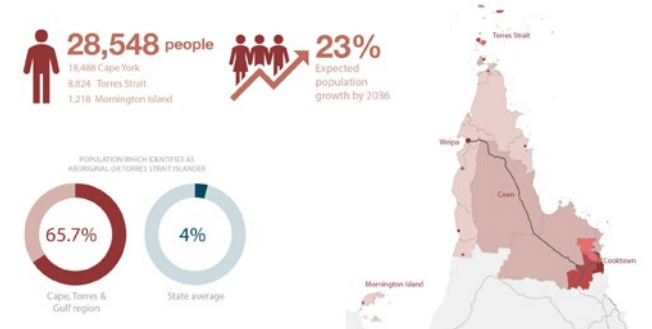 28,548 people
18,488 Cape York
8,824 Torres Strait
1,218 Mornington Island
23%
Expected
population
growth by 2036
POPULATION WHICH IDENTIFIES AS
ABORIGINAL OR TORRES STRAIT ISLANDER
65.7%
Cape, Torres &
Gulf region
4%
State average
Torres Strait
Weipa
Coen
Cooktown
Mornington Island